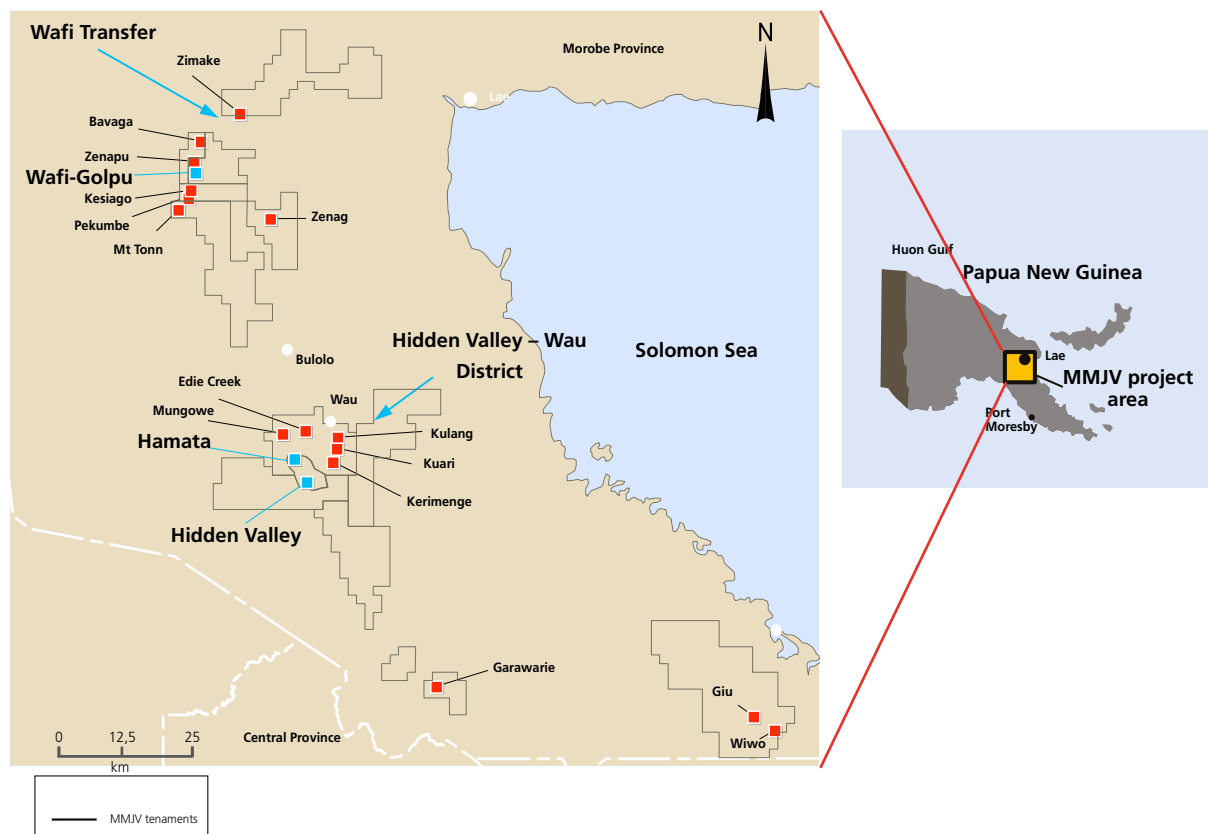 Wafi Transfer
N
Morobe Province
Zimake
Lae
Bavaga
Zenapu
Wafi-Golpu
Kesiago
Pekumbe
Zenag
Mt Tonn
Huon Gulf
Papua New Guinea
Hidden Valley – Wau
District
Solomon Sea
Bulolo
Lae
MMJV project
area
Edie Creek
Wau
Mungowe
Port
Moresby
Kulang
Hamata
Kuari
Kerimenge
Hidden Valley
Garawarie
Giu
Wiwo
Central Province
0 12,5 25
km
MMJV tenaments